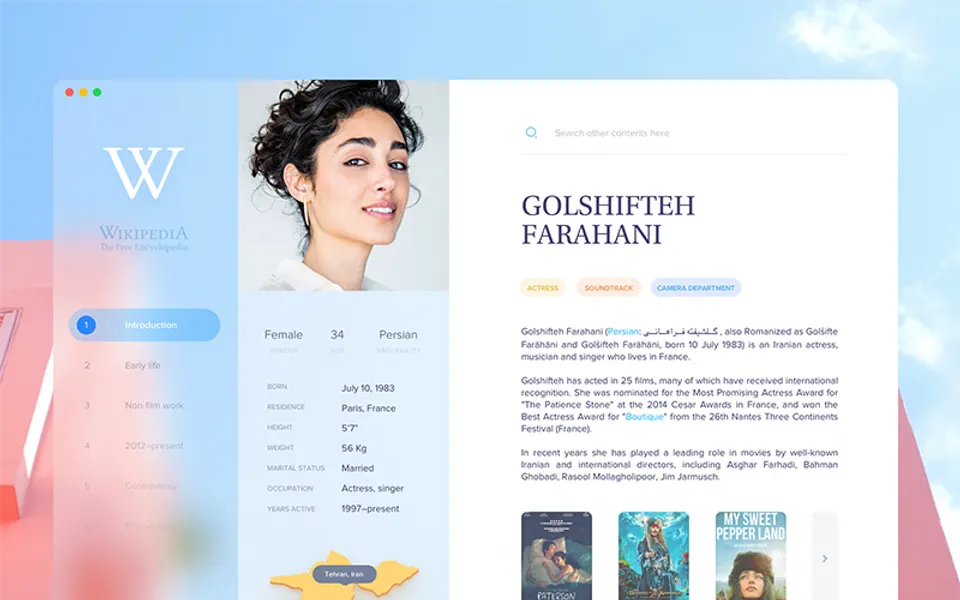 W
WIKIPEDIA
The Free Encyclopedia
1 Introduction
2 Early life
3 Non-film work
4 2012–present
5 Controversy
Female 34 Persian
GENDER AGE NATIONALITY
BORN July 10, 1983
RESIDENCE Paris, France
HEIGHT 5'7"
WEIGHT 56 Kg
MARITAL STATUS Married
OCCUPATION Actress, singer
YEARS ACTIVE 1997–present
Tehran, Iran
Search other contents here
GOLSHIFTEH
FARAHANI
ACTRESS SOUNDTRACK CAMERA DEPARTMENT
Golshifteh Farahani (Persian: گلشیفته فراهانی , also Romanized as Golšifte
Farāhāni and Golšifteh Farāhāni, born 10 July 1983) is an Iranian actress,
musician and singer who lives in France.
Golshifteh has acted in 25 films, many of which have received international
recognition. She was nominated for the Most Promising Actress Award for
"The Patience Stone" at the 2014 Cesar Awards in France, and won the
Best Actress Award for "Boutique" from the 26th Nantes Three Continents
Festival (France).
In recent years she has played a leading role in movies by well-known
Iranian and international directors, including Asghar Farhadi, Bahman
Ghobadi, Rasool Mollagholipoor, Jim Jarmusch.
PATERSON
MY SWEET
PEPPER LAND